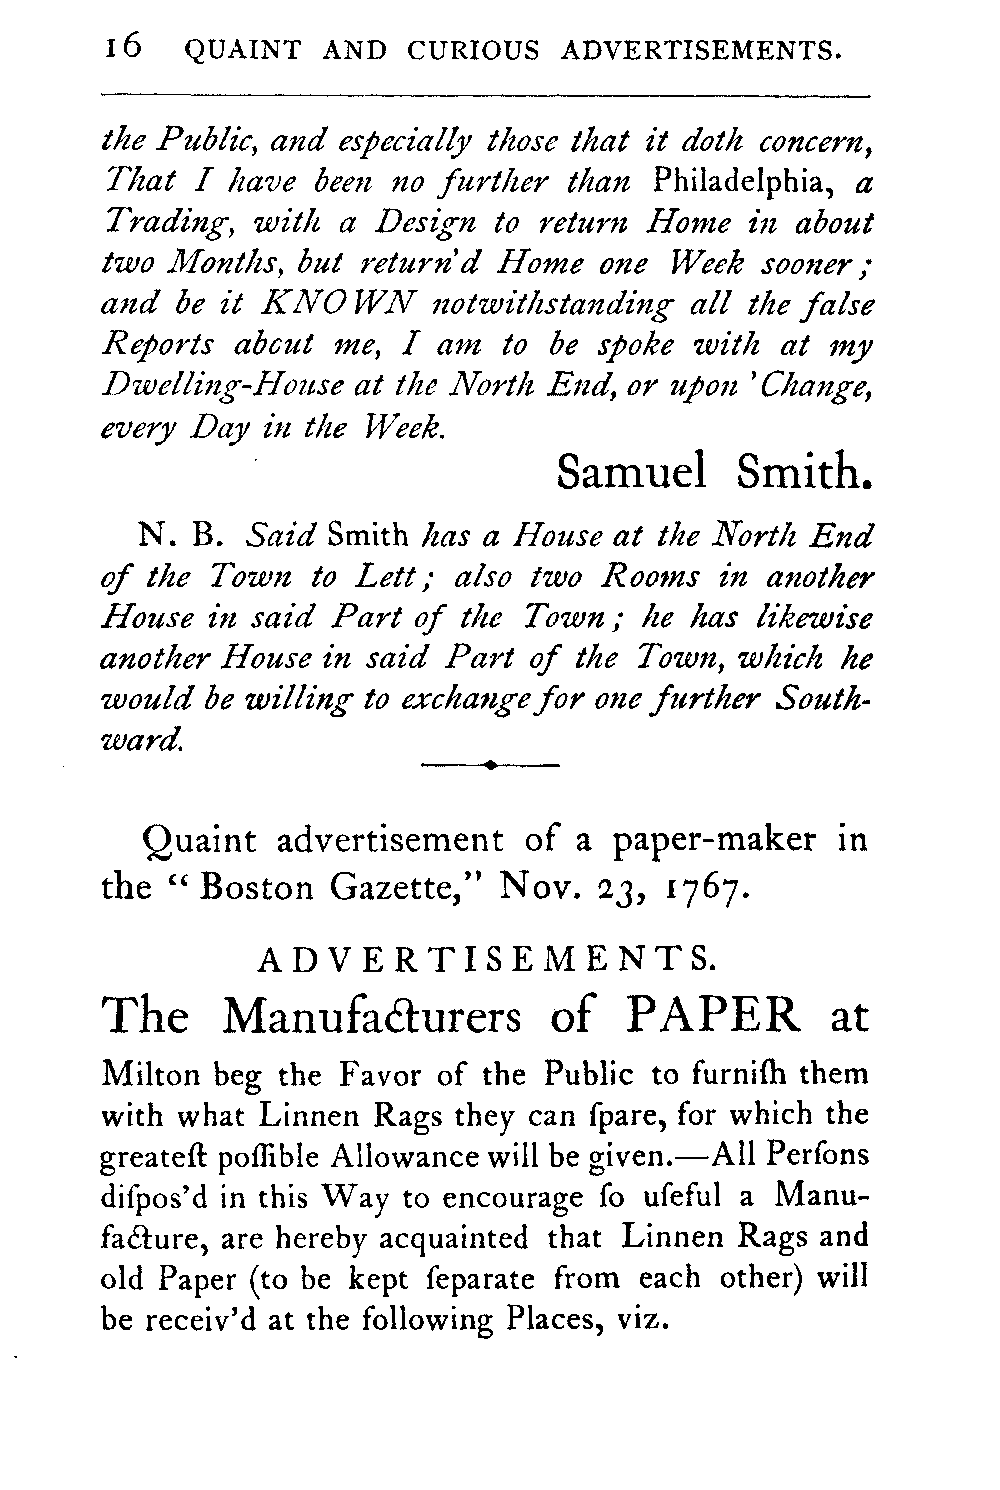 16 QUAINT AND CURIOUS ADVERTISEMENTS.
the Public, and especially those that it doth concern,
That I have been no further than Philadelphia, a
Trading, with a Design to return Home in about
two Months, but return'd Home one Week sooner;
and be it KNOWN notwithstanding all the false
Reports about me, I am to be spoke with at my
Dwelling-House at the North End, or upon 'Change,
every Day in the Week.
Samuel Smith.
N. B. Said Smith has a House at the North End
of the Town to Lett; also two Rooms in another
House in said Part of the Town; he has likewise
another House in said Part of the Town, which he
would be willing to exchange for one further South-
ward.
Quaint advertisement of a paper-maker in
the “Boston Gazette,” Nov. 23, 1767.
ADVERTISEMENTS.
The Manufacturers of PAPER at
Milton beg the Favor of the Public to furniſh them
with what Linnen Rags they can ſpare, for which the
greateſt poſſible Allowance will be given.—All Perſons
diſpos'd in this Way to encourage ſo uſeful a Manu-
facture, are hereby acquainted that Linnen Rags and
old Paper (to be kept ſeparate from each other) will
be receiv'd at the following Places, viz.